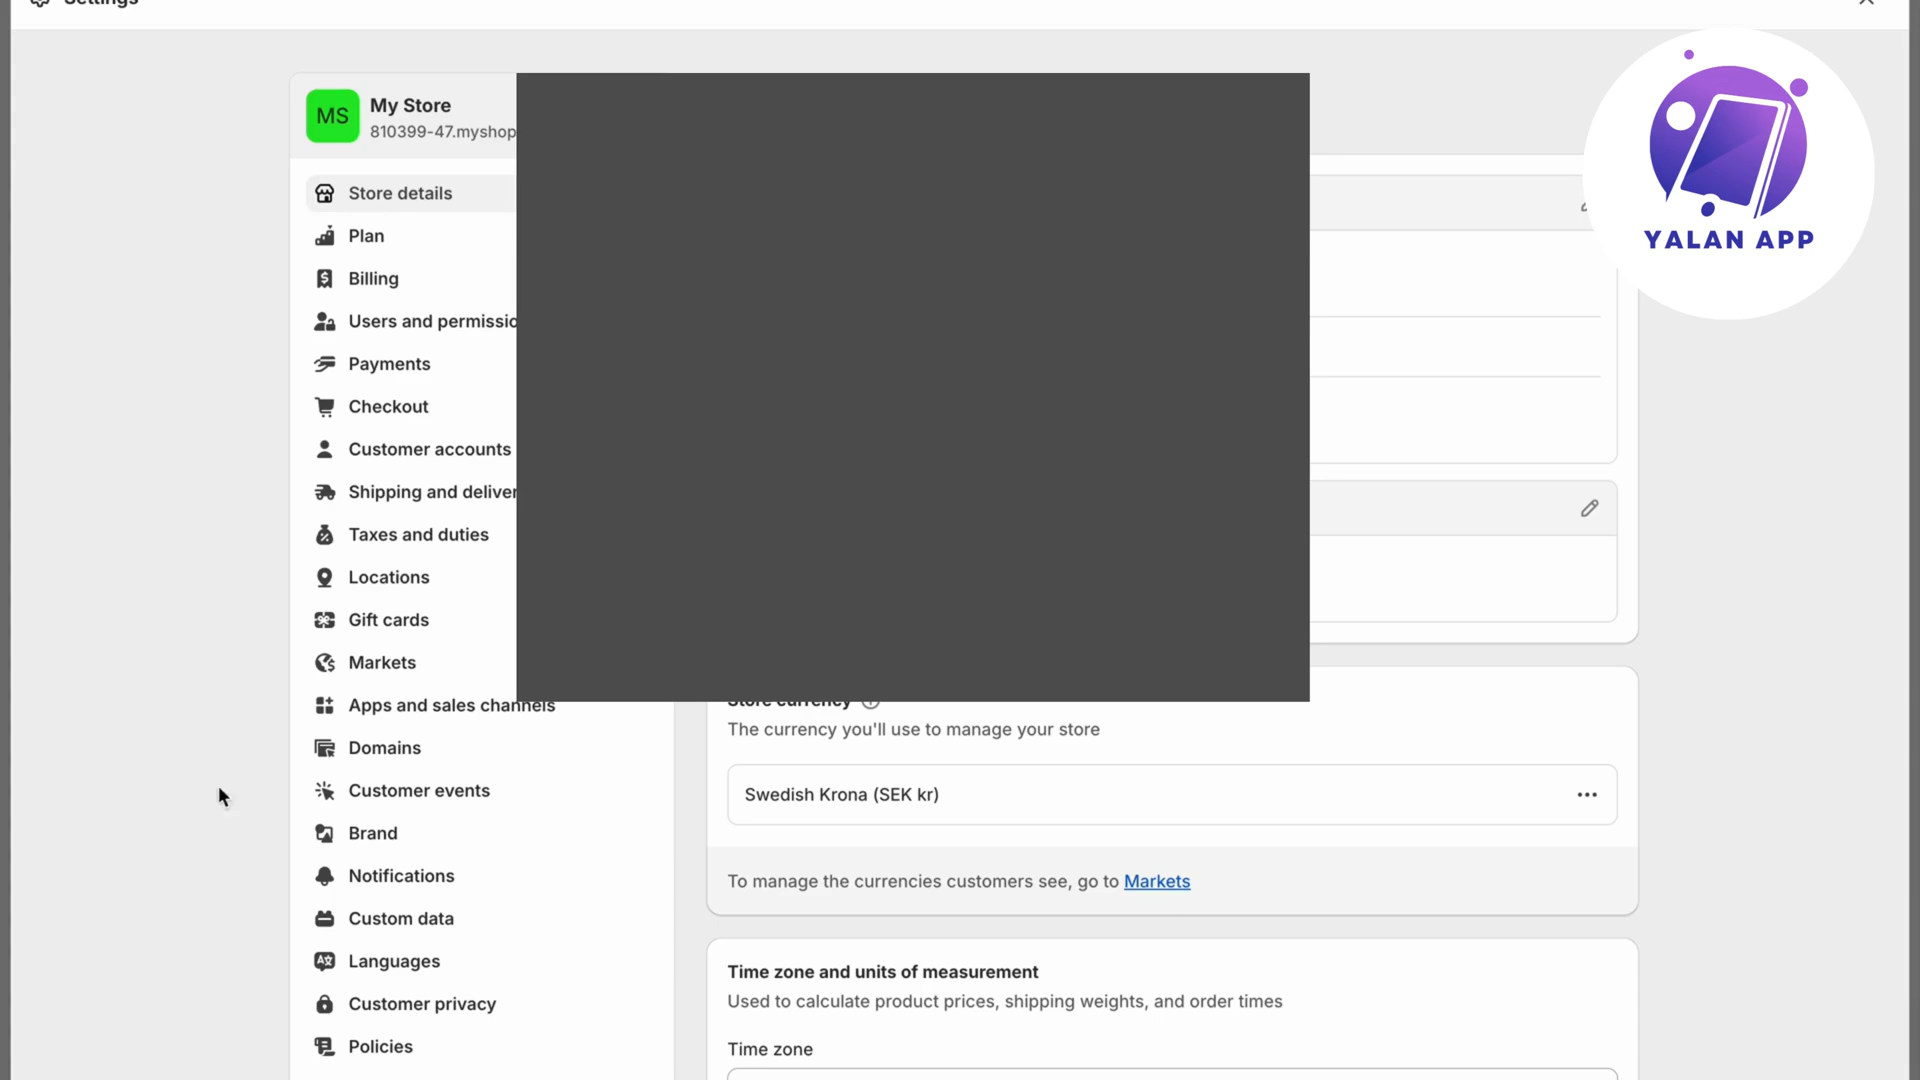 Settings
MS
My Store
810399-47.myshop
Store details
Plan
Billing
Users and permissio
Payments
Checkout
Customer accounts
Shipping and deliver
Taxes and duties
Locations
Gift cards
Markets
Apps and sales channels
Domains
Customer events
Brand
Notifications
Custom data
Languages
Customer privacy
Policies
Store currency
The currency you'll use to manage your store
Swedish Krona (SEK kr)
To manage the currencies customers see, go to Markets
Time zone and units of measurement
Used to calculate product prices, shipping weights, and order times
Time zone
YALAN APP